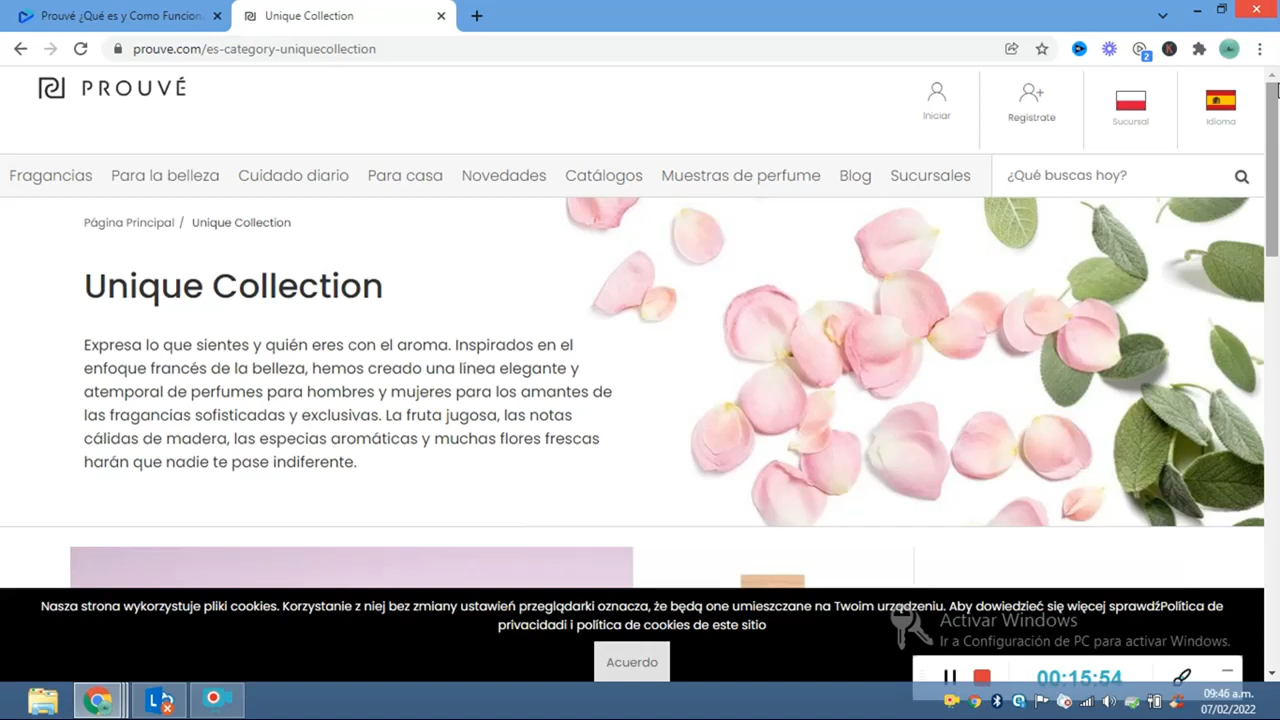 Prouvé ¿Qué es y Como Funcion
Unique Collection
prouve.com/es-category-uniquecollection
2
K
PROUVÉ
Iniciar
Registrate
Sucursal
Idioma
Fragancias Para la belleza Cuidado diario Para casa Novedades Catálogos Muestras de perfume Blog Sucursales ¿Qué buscas hoy?
Página Principal / Unique Collection
Unique Collection
Expresa lo que sientes y quién eres con el aroma. Inspirados en el
enfoque francés de la belleza, hemos creado una línea elegante y
atemporal de perfumes para hombres y mujeres para los amantes de
las fragancias sofisticadas y exclusivas. La fruta jugosa, las notas
cálidas de madera, las especias aromáticas y muchas flores frescas
harán que nadie te pase indiferente.
Nasza strona wykorzystuje pliki cookies. Korzystanie z niej bez zmiany ustawień przeglądarki oznacza, że będą one umieszczane na Twoim urządzeniu. Aby dowiedzieć się więcej sprawdźPolítica de
privacidadi i política de cookies de este sitio
Acuerdo
Activar Windows
Ir a Configuración de PC para activar Windows.
00:15:54
09:46 a.m.
07/02/2022